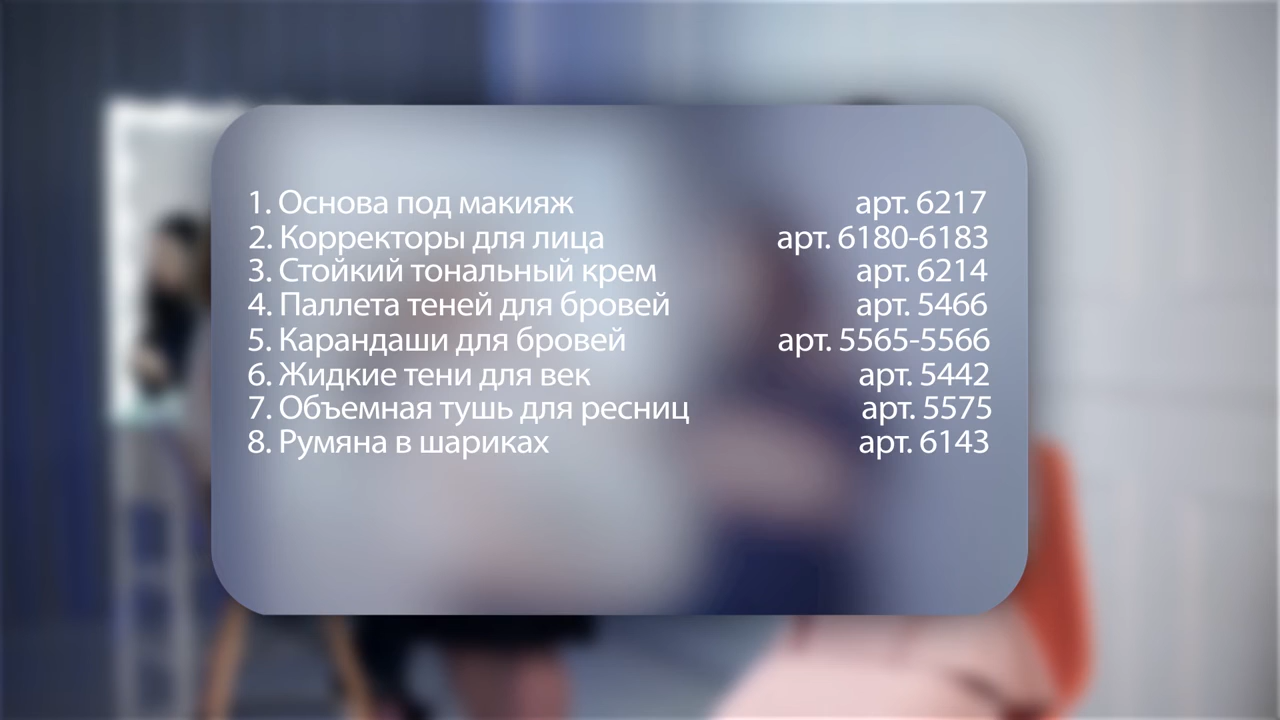 1. Основа под макияж арт. 6217
2. Корректоры для лица арт. 6180-6183
3. Стойкий тональный крем арт. 6214
4. Паллета теней для бровей арт. 5466
5. Карандаши для бровей арт. 5565-5566
6. Жидкие тени для век арт. 5442
7. Объемная тушь для ресниц арт. 5575
8. Румяна в шариках арт. 6143